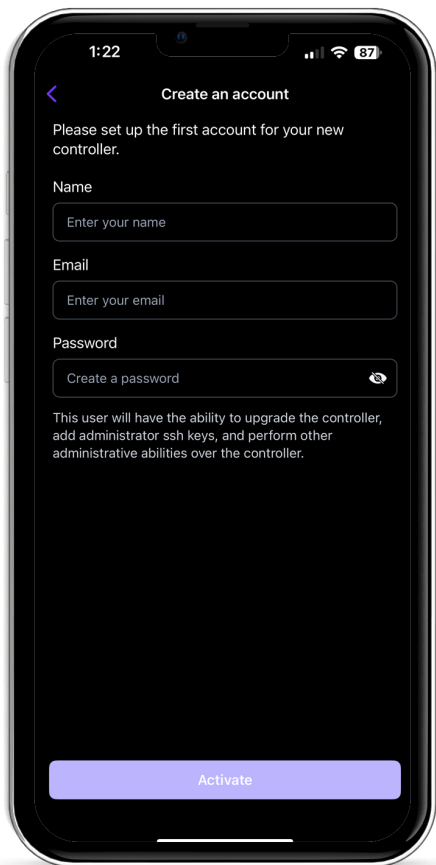 1:22
87
Create an account
Please set up the first account for your new
controller.
Name
Enter your name
Email
Enter your email
Password
Create a password
This user will have the ability to upgrade the controller,
add administrator ssh keys, and perform other
administrative abilities over the controller.
Activate